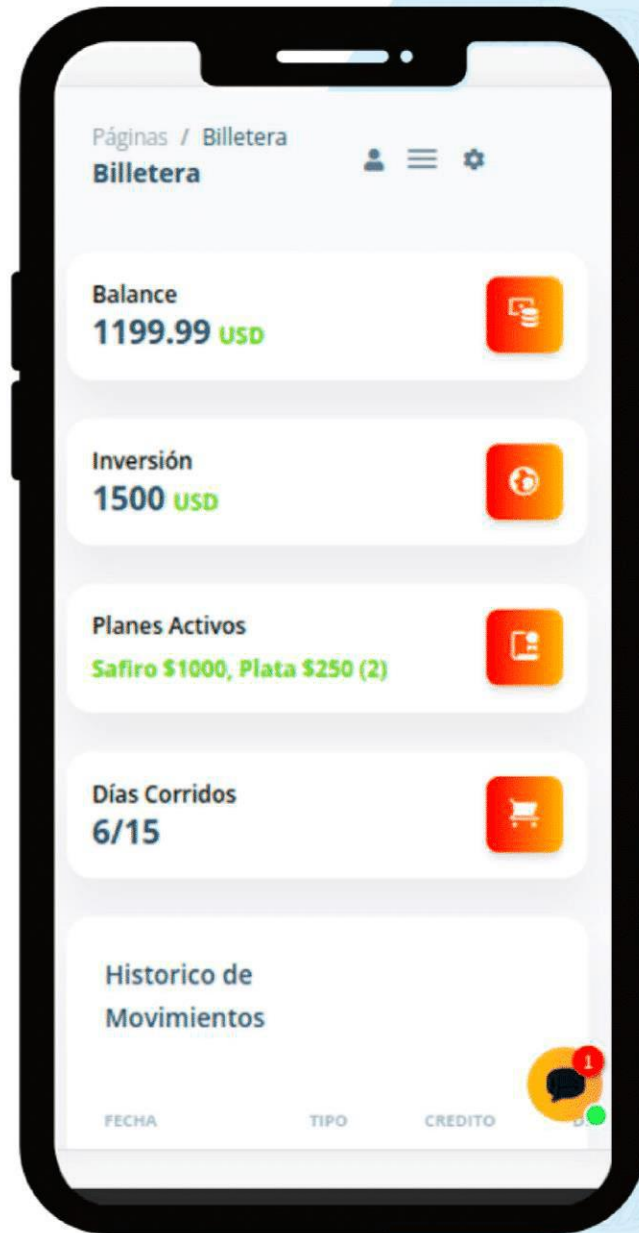 Páginas / Billetera
Billetera
Balance
1199.99 USD
Inversión
1500 USD
Planes Activos
Safiro $1000, Plata $250 (2)
Días Corridos
6/15
Historico de
Movimientos
1
FECHA TIPO CREDITO